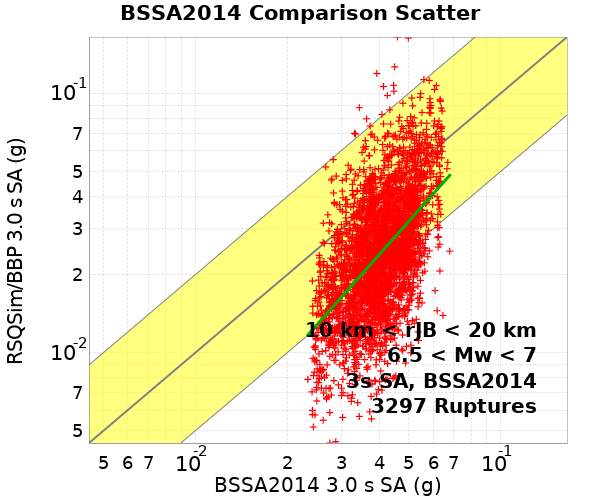 BSSA2014 Comparison Scatter
RSQSim/BBP 3.0 s SA (g)
10-1
7
5
4
3
2
10-2
7
5
10 km < rJB < 20 km
6.5 < Mw < 7
3s SA, BSSA2014
3297 Ruptures
5 6 7 10-2 2 3 4 5 6 7 10-1
BSSA2014 3.0 s SA (g)